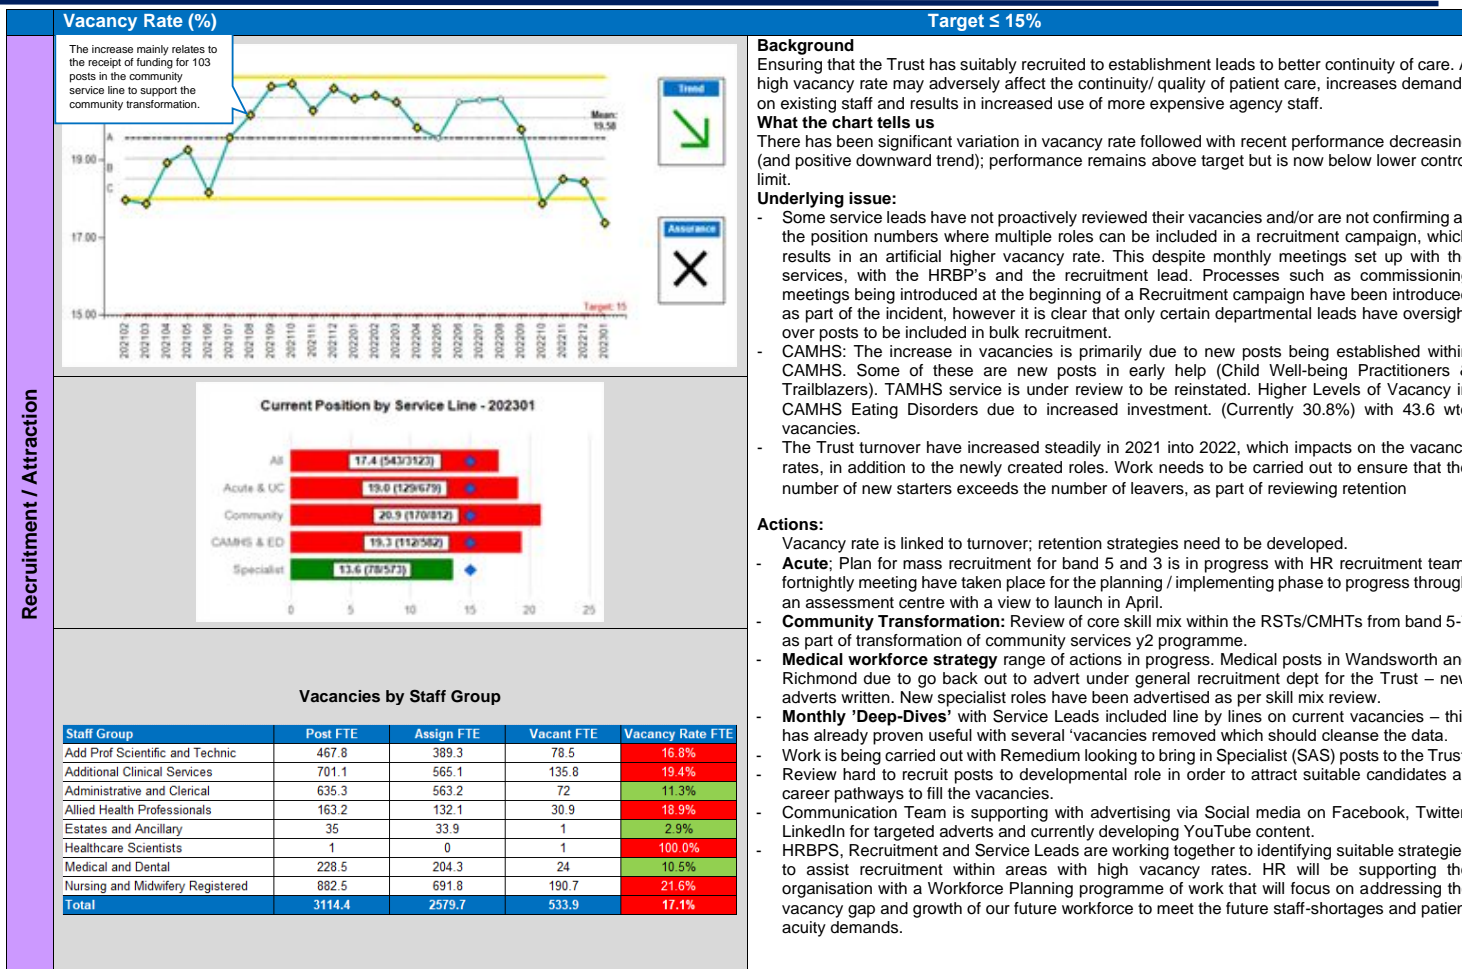 Vacancy Rate (%)
Target ≤ 15%
Recruitment / Attraction
The increase mainly relates to
the receipt of funding for 103
posts in the community
service line to support the
community transformation.
Trend
Mean:
19.58
A
19.00
B
C
17.00
Assurance
Target: 15
15.00
202102
202103
202104
202105
202106
202107
202108
202109
202110
202111
202112
202201
202202
202203
202204
202205
202206
202207
202208
202209
202210
202211
202212
202301
Current Position by Service Line - 202301
All 17.4 (543/3123)
Acute & UC 19.0 (129/679)
Community 20.9 (170/812)
CAMHS & ED 19.3 (112/582)
Specialist 13.6 (78/573)
0 5 10 15 20 25
Vacancies by Staff Group
Staff Group Post FTE Assign FTE Vacant FTE Vacancy Rate FTE
Add Prof Scientific and Technic 467.8 389.3 78.5 16.8%
Additional Clinical Services 701.1 565.1 135.8 19.4%
Administrative and Clerical 635.3 563.2 72 11.3%
Allied Health Professionals 163.2 132.1 30.9 18.9%
Estates and Ancillary 35 33.9 1 2.9%
Healthcare Scientists 1 0 1 100.0%
Medical and Dental 228.5 204.3 24 10.5%
Nursing and Midwifery Registered 882.5 691.8 190.7 21.6%
Total 3114.4 2579.7 533.9 17.1%
Background
Ensuring that the Trust has suitably recruited to establishment leads to better continuity of care.
high vacancy rate may adversely affect the continuity/ quality of patient care, increases demand
on existing staff and results in increased use of more expensive agency staff.
What the chart tells us
There has been significant variation in vacancy rate followed with recent performance decreasin
(and positive downward trend); performance remains above target but is now below lower contro
limit.
Underlying issue:
- Some service leads have not proactively reviewed their vacancies and/or are not confirming a
the position numbers where multiple roles can be included in a recruitment campaign, whic
results in an artificial higher vacancy rate. This despite monthly meetings set up with th
services, with the HRBP's and the recruitment lead. Processes such as commissionin
meetings being introduced at the beginning of a Recruitment campaign have been introduce
as part of the incident, however it is clear that only certain departmental leads have oversigh
over posts to be included in bulk recruitment.
- CAMHS: The increase in vacancies is primarily due to new posts being established withi
CAMHS. Some of these are new posts in early help (Child Well-being Practitioners &
Trailblazers). TAMHS service is under review to be reinstated. Higher Levels of Vacancy i
CAMHS Eating Disorders due to increased investment. (Currently 30.8%) with 43.6 wt
vacancies.
- The Trust turnover have increased steadily in 2021 into 2022, which impacts on the vacanc
rates, in addition to the newly created roles. Work needs to be carried out to ensure that th
number of new starters exceeds the number of leavers, as part of reviewing retention
Actions:
Vacancy rate is linked to turnover; retention strategies need to be developed.
- Acute; Plan for mass recruitment for band 5 and 3 is in progress with HR recruitment team
fortnightly meeting have taken place for the planning / implementing phase to progress throug
an assessment centre with a view to launch in April.
- Community Transformation: Review of core skill mix within the RSTs/CMHTs from band 5-
as part of transformation of community services y2 programme.
- Medical workforce strategy range of actions in progress. Medical posts in Wandsworth an
Richmond due to go back out to advert under general recruitment dept for the Trust – ne
adverts written. New specialist roles have been advertised as per skill mix review.
- Monthly 'Deep-Dives' with Service Leads included line by lines on current vacancies – thi
has already proven useful with several 'vacancies removed which should cleanse the data.
- Work is being carried out with Remedium looking to bring in Specialist (SAS) posts to the Trus
- Review hard to recruit posts to developmental role in order to attract suitable candidates a
career pathways to fill the vacancies.
- Communication Team is supporting with advertising via Social media on Facebook, Twitter
LinkedIn for targeted adverts and currently developing YouTube content.
- HRBPS, Recruitment and Service Leads are working together to identifying suitable strategie
to assist recruitment within areas with high vacancy rates. HR will be supporting th
organisation with a Workforce Planning programme of work that will focus on addressing th
vacancy gap and growth of our future workforce to meet the future staff-shortages and patien
acuity demands.